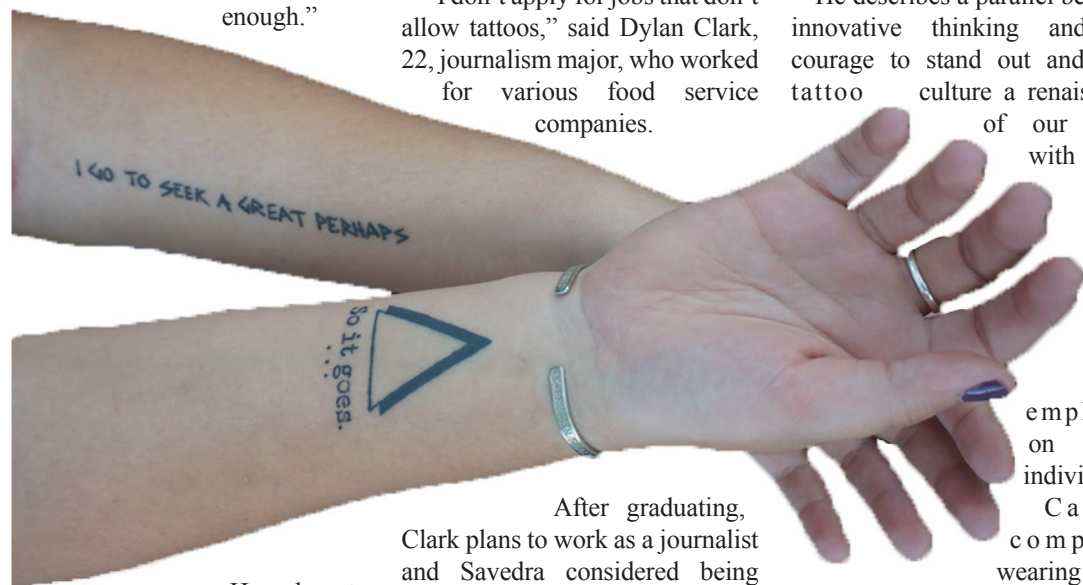 enough.”
I don’t apply for jobs that don’t
allow tattoos,” said Dylan Clark,
22, journalism major, who worked
for various food service
companies.
I GO TO SEEK A GREAT PERHAPS
So it goes.
...
After graduating,
Clark plans to work as a journalist
and Savedra considered being
He describes a parallel be
innovative thinking and
courage to stand out and
tattoo culture a renais
of our
with
empl
on
indivi
Ca
comp
wearing